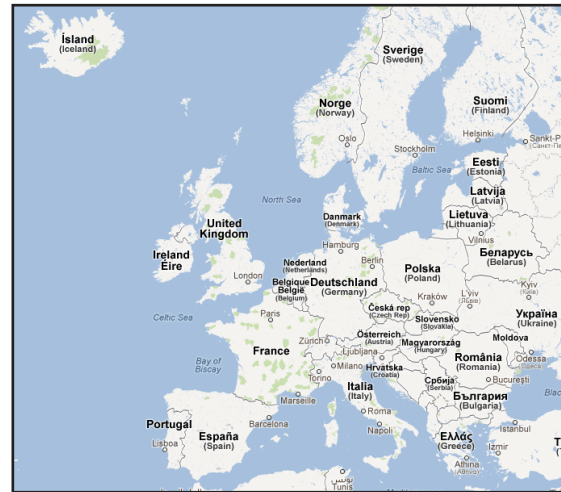 Ísland
(Iceland)
Sverige
(Sweden)
Norge
(Norway)
Suomi
(Finland)
Oslo
Helsinki
Stockholm
Eesti
(Estonia)
Baltic Sea
Latvija
(Latvia)
North Sea
Danmark
(Denmark)
Lietuva
(Lithuania)
United
Kingdom
Vilnius
Hamburg
Беларусь
(Belarus)
Ireland
Éire
Nederland
(Netherlands)
Berlin
Polska
(Poland)
London
Belgique
België
(Belgium)
Deutschland
(Germany)
Kyiv
(Київ)
Celtic Sea
Paris
Česká rep
(Czech Rep)
Kraków
L'viv
(Львів)
Україна
(Ukraine)
Slovensko
(Slovakia)
Österreich
(Austria)
Magyarország
(Hungary)
Moldova
Zürich
France
Bay of
Biscay
Ljubljana
Milano
Hrvatska
(Croatia)
România
(Romania)
Odessa
Torino
Italia
(Italy)
Србија
(Serbia)
București
Marseille
България
(Bulgaria)
Portugal
Barcelona
Roma
Istanbul
Lisboa
España
(Spain)
Napoli
Ελλάς
(Greece)
Izmir
Athina
(Αθήνα)
تونس
Tunis